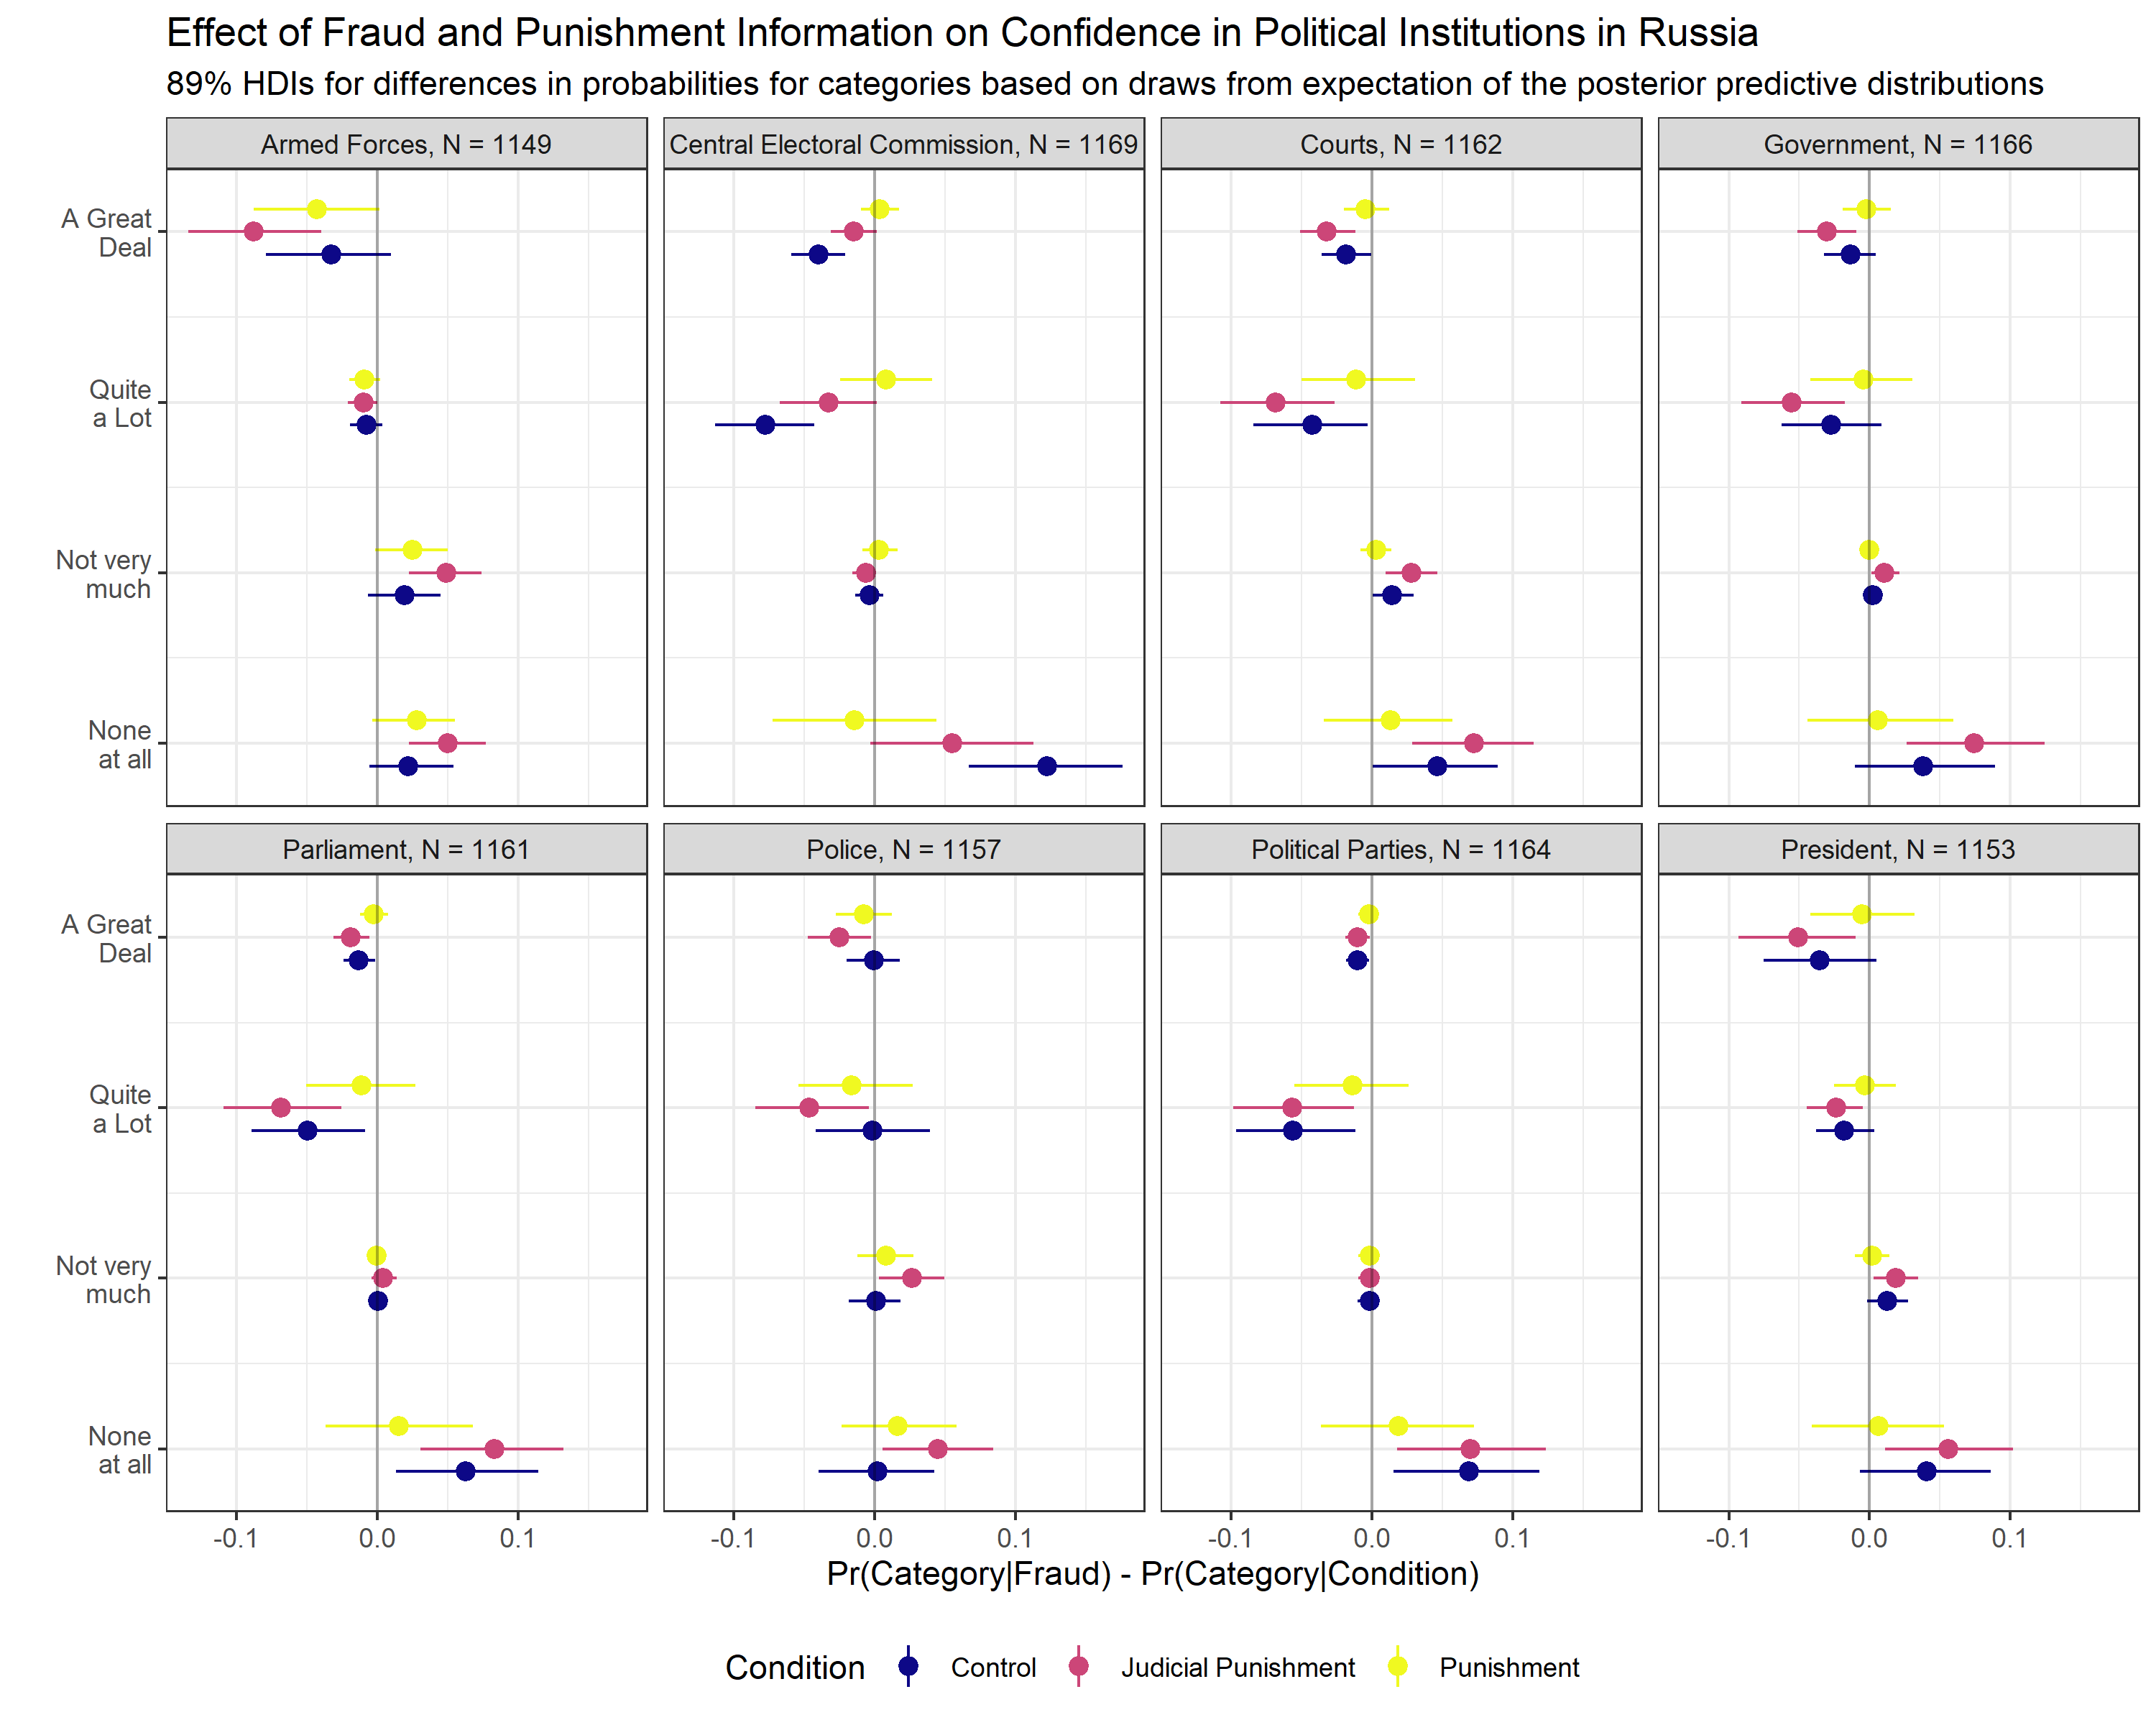 Effect of Fraud and Punishment Information on Confidence in Political Institutions in Russia
89% HDIs for differences in probabilities for categories based on draws from expectation of the posterior predictive distributions
Armed Forces, N = 1149
Central Electoral Commission, N = 1169
Courts, N = 1162
Government, N = 1166
A Great
Deal
Quite
a Lot
Not very
much
None
at all
Parliament, N = 1161
Police, N = 1157
Political Parties, N = 1164
President, N = 1153
A Great
Deal
Quite
a Lot
Not very
much
None
at all
-0.1 0.0 0.1
-0.1 0.0 0.1
-0.1 0.0 0.1
-0.1 0.0 0.1
Pr(Category|Fraud) - Pr(Category|Condition)
Condition Control Judicial Punishment Punishment